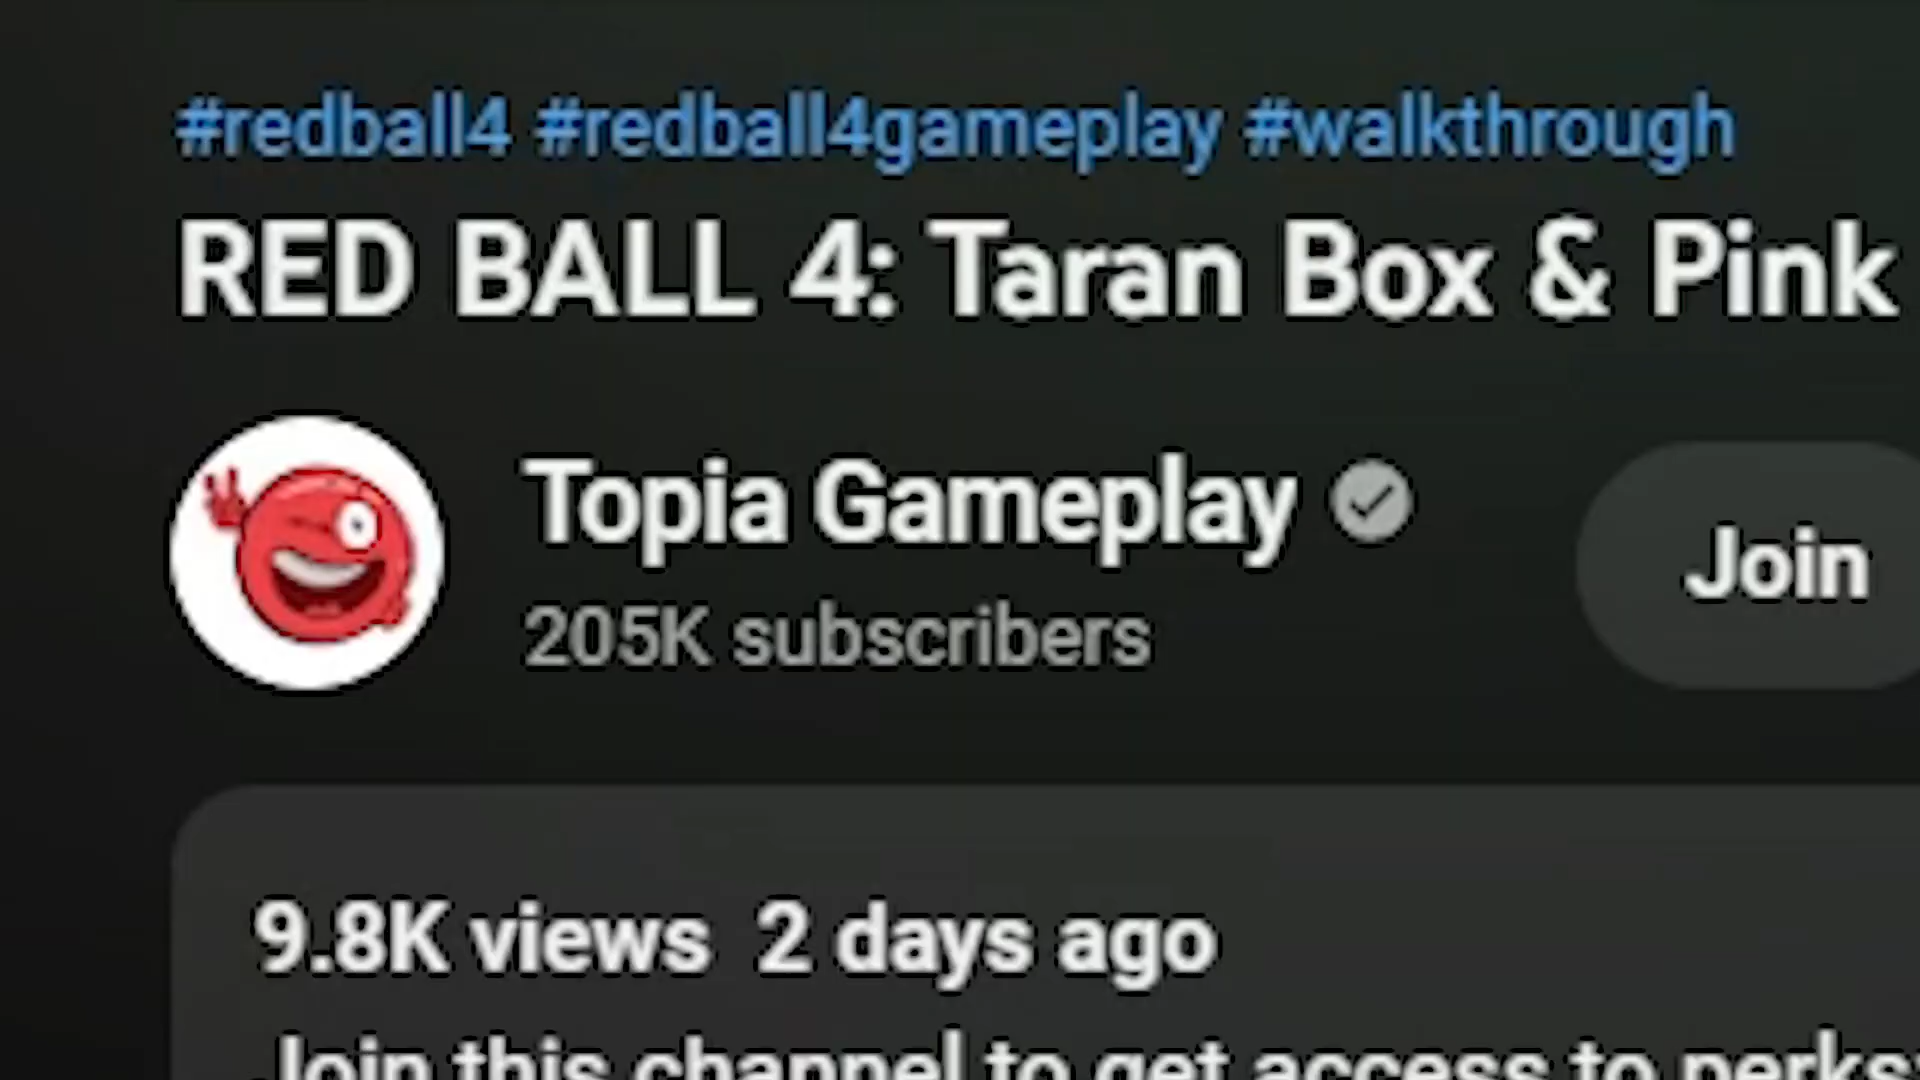 #redball4 #redball4gameplay #walkthrough
RED BALL 4: Taran Box & Pink
Topia Gameplay
205K subscribers
Join
9.8K views 2 days ago
Join this channel to get access to perks: